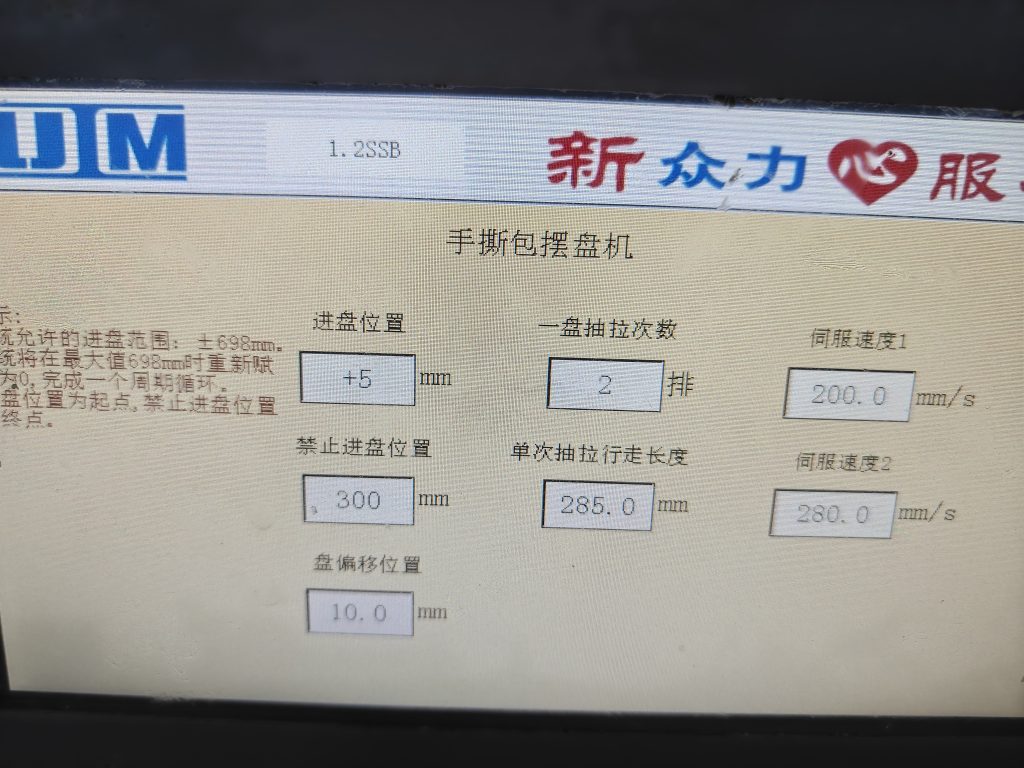 UM
1.2SSB
新众力心服
手撕包摆盘机
示:
统允许的进盘范围: ±698mm。
统将在最大值698mm时重新赋
为0,完成一个周期循环。
盘位置为起点,禁止进盘位置
终点。
进盘位置
+5 mm
禁止进盘位置
300 mm
盘偏移位置
10.0 mm
一盘抽拉次数
2 排
单次抽拉行走长度
285.0 mm
伺服速度1
200.0 mm/s
伺服速度2
280.0 mm/s